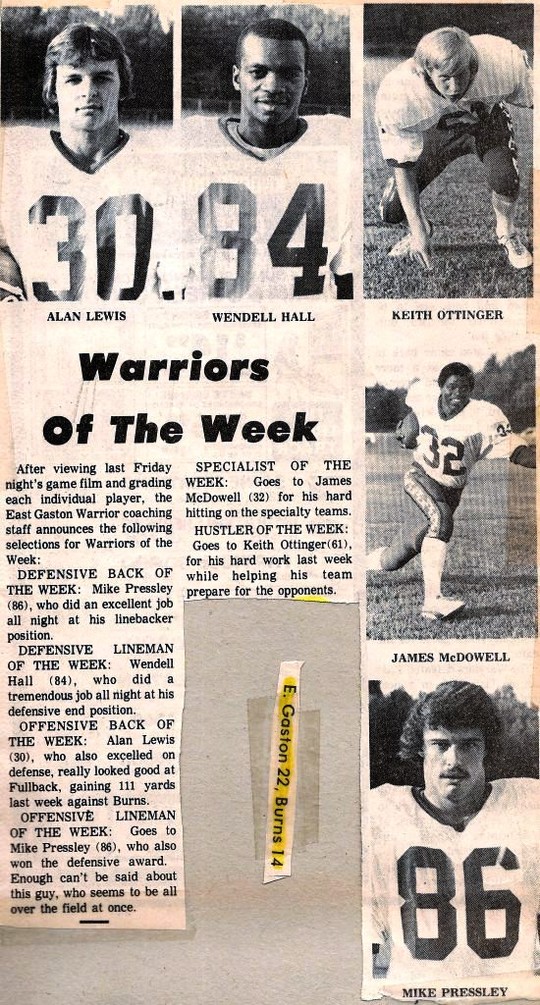 30
84
ALAN LEWIS
WENDELL HALL
KEITH OTTINGER
Warriors
Of The Week
After viewing last Friday
night's game film and grading
each individual player, the
East Gaston Warrior coaching
staff announces the following
selections for Warriors of the
Week:
DEFENSIVE BACK OF
THE WEEK: Mike Pressley
(86), who did an excellent job
all night at his linebacker
position.
DEFENSIVE LINEMAN
OF THE WEEK: Wendell
Hall (84), who did a
tremendous job all night at his
defensive end position.
OFFENSIVE BACK OF
THE WEEK: Alan Lewis
(30), who also excelled on
defense, really looked good at
Fullback, gaining 111 yards
last week against Burns.
OFFENSIVE LINEMAN
OF THE WEEK: Goes to
Mike Pressley (86), who also
won the defensive award.
Enough can't be said about
this guy, who seems to be all
over the field at once.
SPECIALIST OF THE
WEEK: Goes to James
McDowell (32) for his hard
hitting on the specialty teams.
HUSTLER OF THE WEEK:
Goes to Keith Ottinger(61),
for his hard work last week
while helping his team
prepare for the opponents.
E. Gaston 22, Burns 14
32
JAMES McDOWELL
86
MIKE PRESSLEY